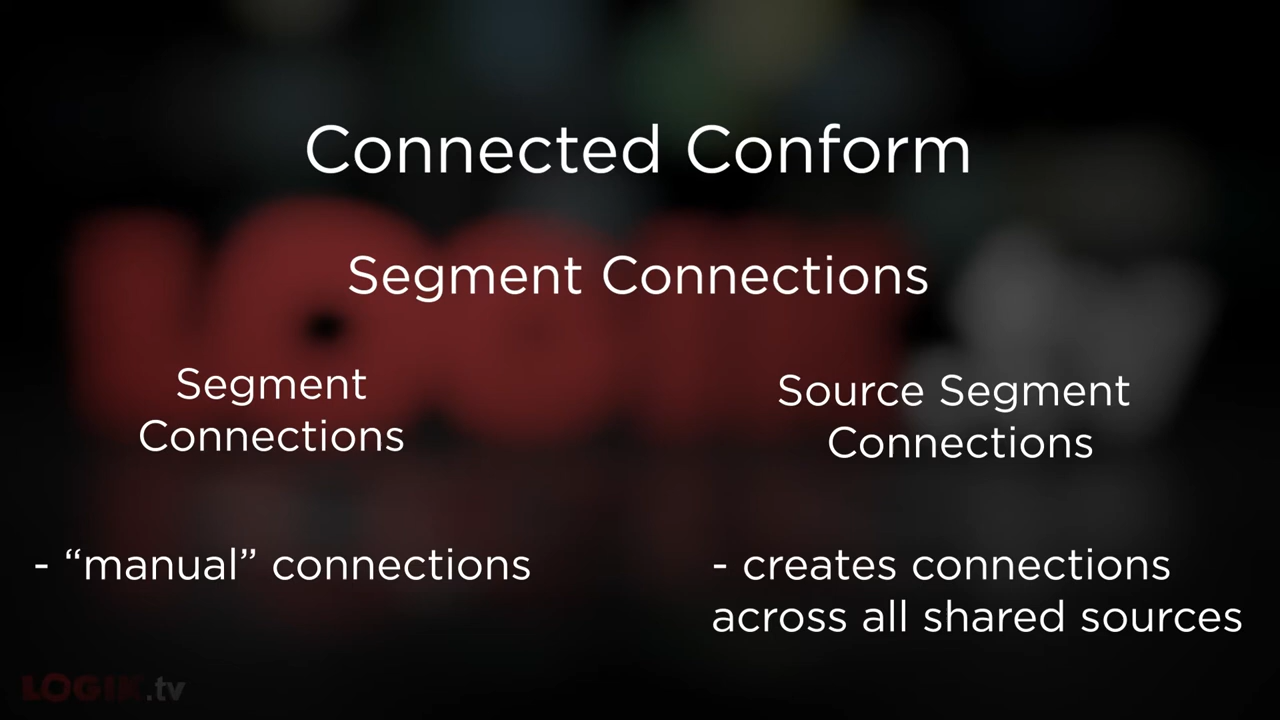 Connected Conform
Segment Connections
Segment
Connections
- “manual” connections
Source Segment
Connections
- creates connections
across all shared sources
LOGIK.tv